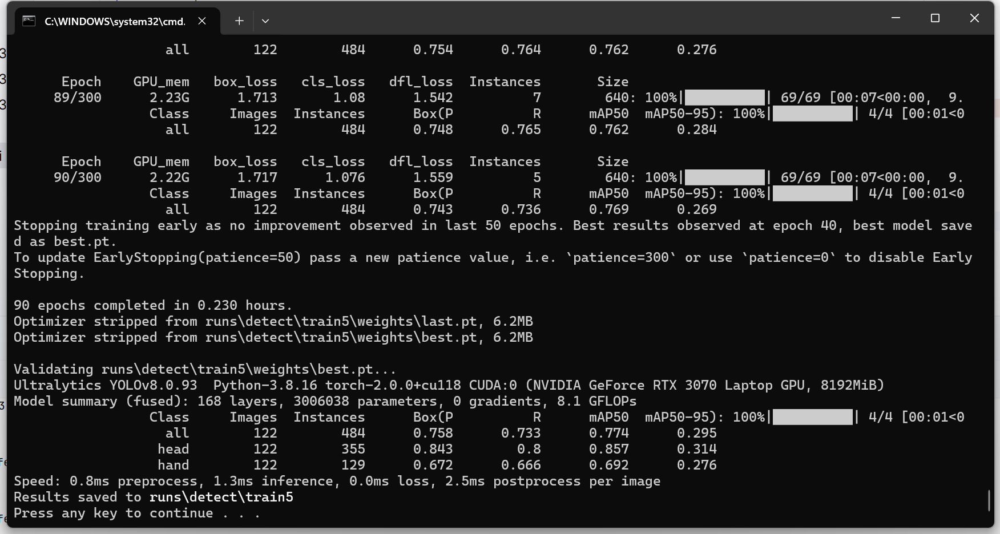 C:\WINDOWS\system32\cmd.
all 122 484 0.754 0.764 0.762 0.276
Epoch GPU_mem box_loss cls_loss dfl_loss Instances Size
89/300 2.23G 1.713 1.08 1.542 7 640: 100%|██████████| 69/69 [00:07<00:00, 9.
Class Images Instances Box(P R mAP50 mAP50-95): 100%|██████████| 4/4 [00:01<0
all 122 484 0.748 0.765 0.762 0.284
Epoch GPU_mem box_loss cls_loss dfl_loss Instances Size
90/300 2.22G 1.717 1.076 1.559 5 640: 100%|██████████| 69/69 [00:07<00:00, 9.
Class Images Instances Box(P R mAP50 mAP50-95): 100%|██████████| 4/4 [00:01<0
all 122 484 0.743 0.736 0.769 0.269
Stopping training early as no improvement observed in last 50 epochs. Best results observed at epoch 40, best model save
d as best.pt.
To update EarlyStopping(patience=50) pass a new patience value, i.e. `patience=300` or use `patience=0` to disable Early
Stopping.
90 epochs completed in 0.230 hours.
Optimizer stripped from runs\detect\train5\weights\last.pt, 6.2MB
Optimizer stripped from runs\detect\train5\weights\best.pt, 6.2MB
Validating runs\detect\train5\weights\best.pt...
Ultralytics YOLOv8.0.93 Python-3.8.16 torch-2.0.0+cu118 CUDA:0 (NVIDIA GeForce RTX 3070 Laptop GPU, 8192MiB)
Model summary (fused): 168 layers, 3006038 parameters, 0 gradients, 8.1 GFLOPs
Class Images Instances Box(P R mAP50 mAP50-95): 100%|██████████| 4/4 [00:01<0
all 122 484 0.758 0.733 0.774 0.295
head 122 355 0.843 0.8 0.857 0.314
hand 122 129 0.672 0.666 0.692 0.276
Speed: 0.8ms preprocess, 1.3ms inference, 0.0ms loss, 2.5ms postprocess per image
Results saved to runs\detect\train5
Press any key to continue . . .